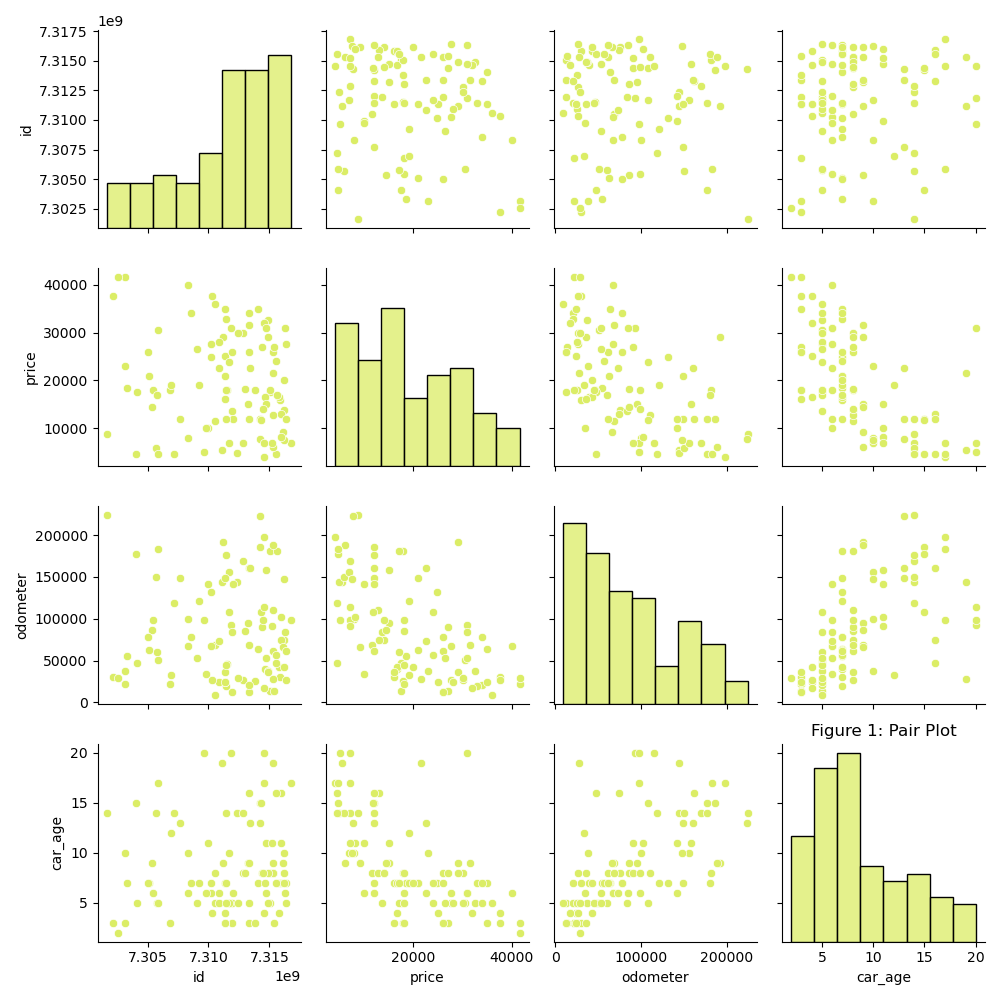 1e9
7.3175
7.3150
7.3125
7.3100
7.3075
7.3050
7.3025
id
40000
30000
20000
10000
price
200000
150000
100000
50000
0
odometer
Figure 1: Pair Plot
20
15
10
5
car_age
7.305 7.310 7.315
1e9
id
20000 40000
price
0 100000 200000
odometer
5 10 15 20
car_age